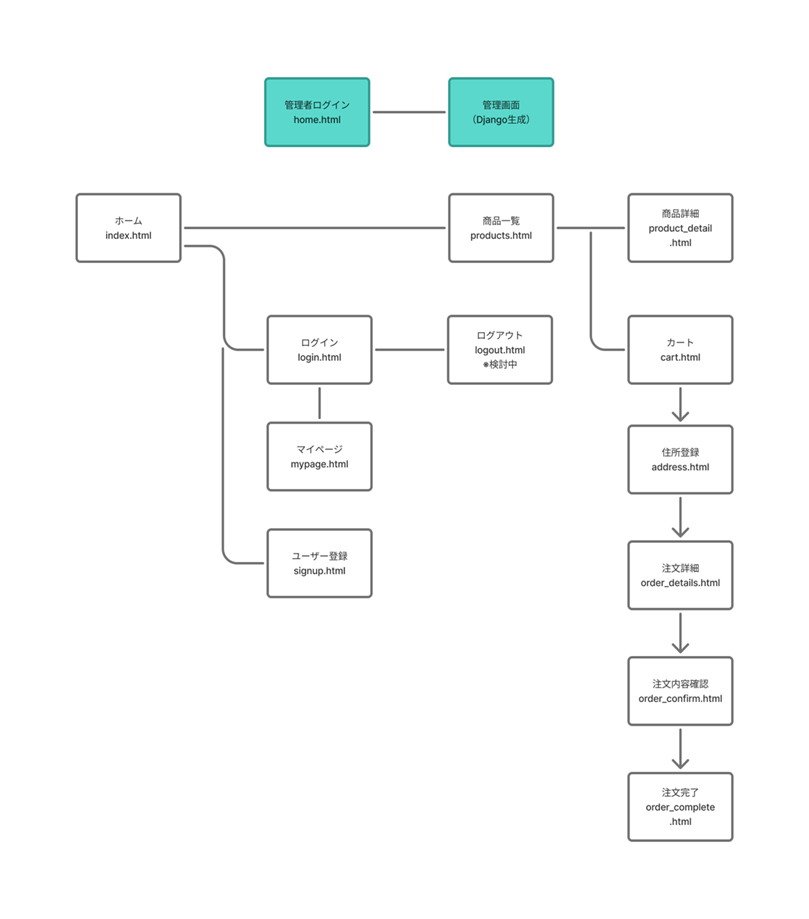 管理者ログイン
home.html
管理画面
（Django生成）
ホーム
index.html
商品一覧
products.html
商品詳細
product_detail
.html
ログイン
login.html
ログアウト
logout.html
※検討中
カート
cart.html
マイページ
mypage.html
住所登録
address.html
ユーザー登録
signup.html
注文詳細
order_details.html
注文内容確認
order_confirm.html
注文完了
order_complete
.html